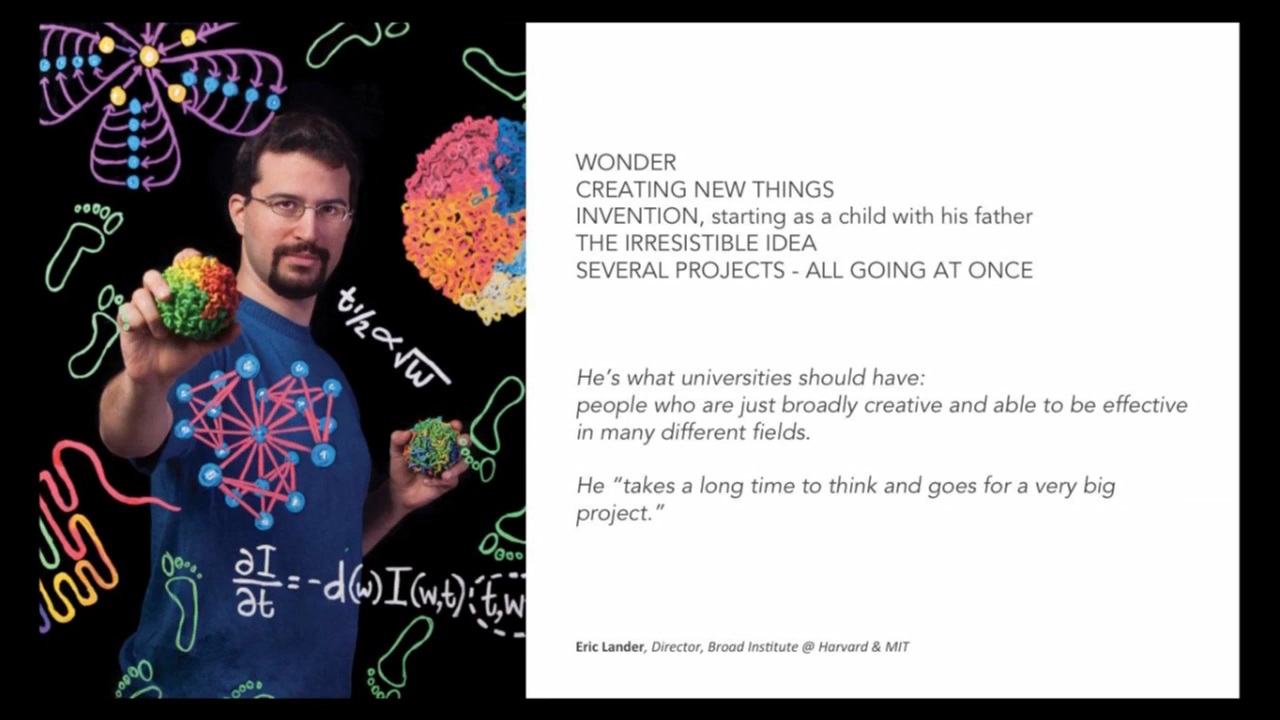 WONDER
CREATING NEW THINGS
INVENTION, starting as a child with his father
THE IRRESISTIBLE IDEA
SEVERAL PROJECTS - ALL GOING AT ONCE
He’s what universities should have:
people who are just broadly creative and able to be effective
in many different fields.
He “takes a long time to think and goes for a very big
project.”
Eric Lander, Director, Broad Institute @ Harvard & MIT
t½ ∝ √w
∂I/∂t = -d(w) I(w,t) : t,w